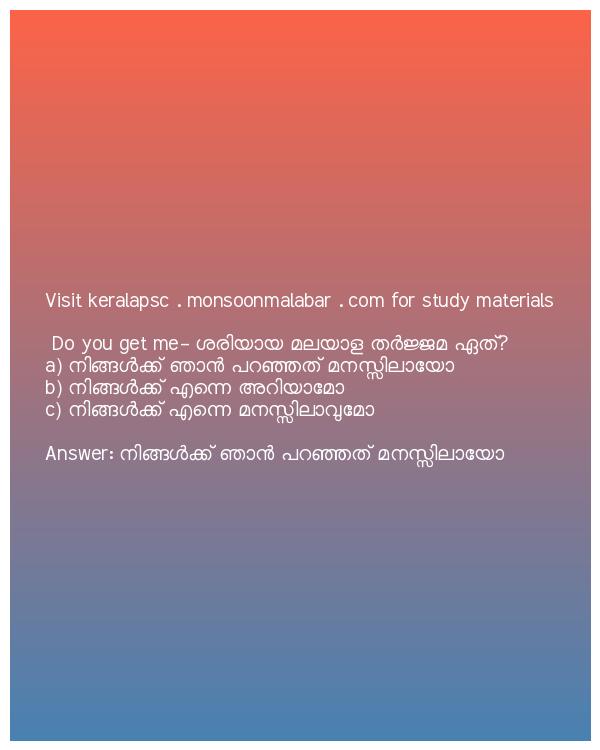 Visit keralapsc . monsoonmalabar . com for study materials
Do you get me- ശരിയായ മലയാള തർജ്ജമ ഏത്?
a) നിങ്ങൾക്ക് ഞാൻ പറഞ്ഞത് മനസ്സിലായോ
b) നിങ്ങൾക്ക് എന്നെ അറിയാമോ
c) നിങ്ങൾക്ക് എന്നെ മനസ്സിലാവുമോ
Answer: നിങ്ങൾക്ക് ഞാൻ പറഞ്ഞത് മനസ്സിലായോ